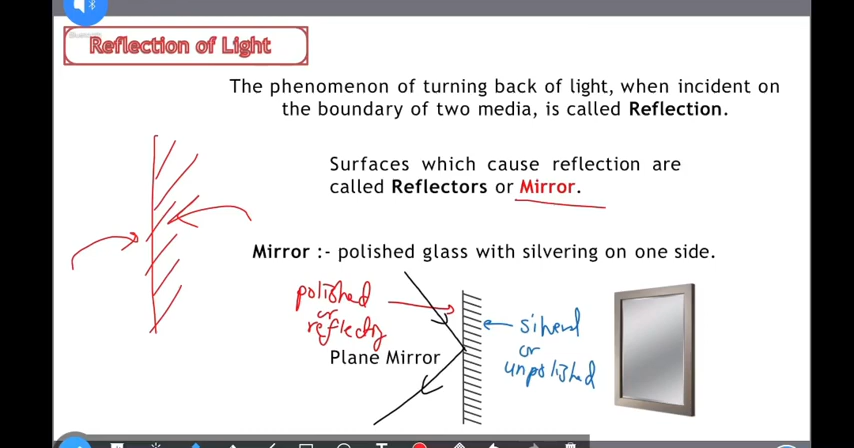 Reflection of Light
The phenomenon of turning back of light, when incident on
the boundary of two media, is called Reflection.
Surfaces which cause reflection are
called Reflectors or Mirror.
Mirror :- polished glass with silvering on one side.
polished
or
Plane Mirror
or
unpolished